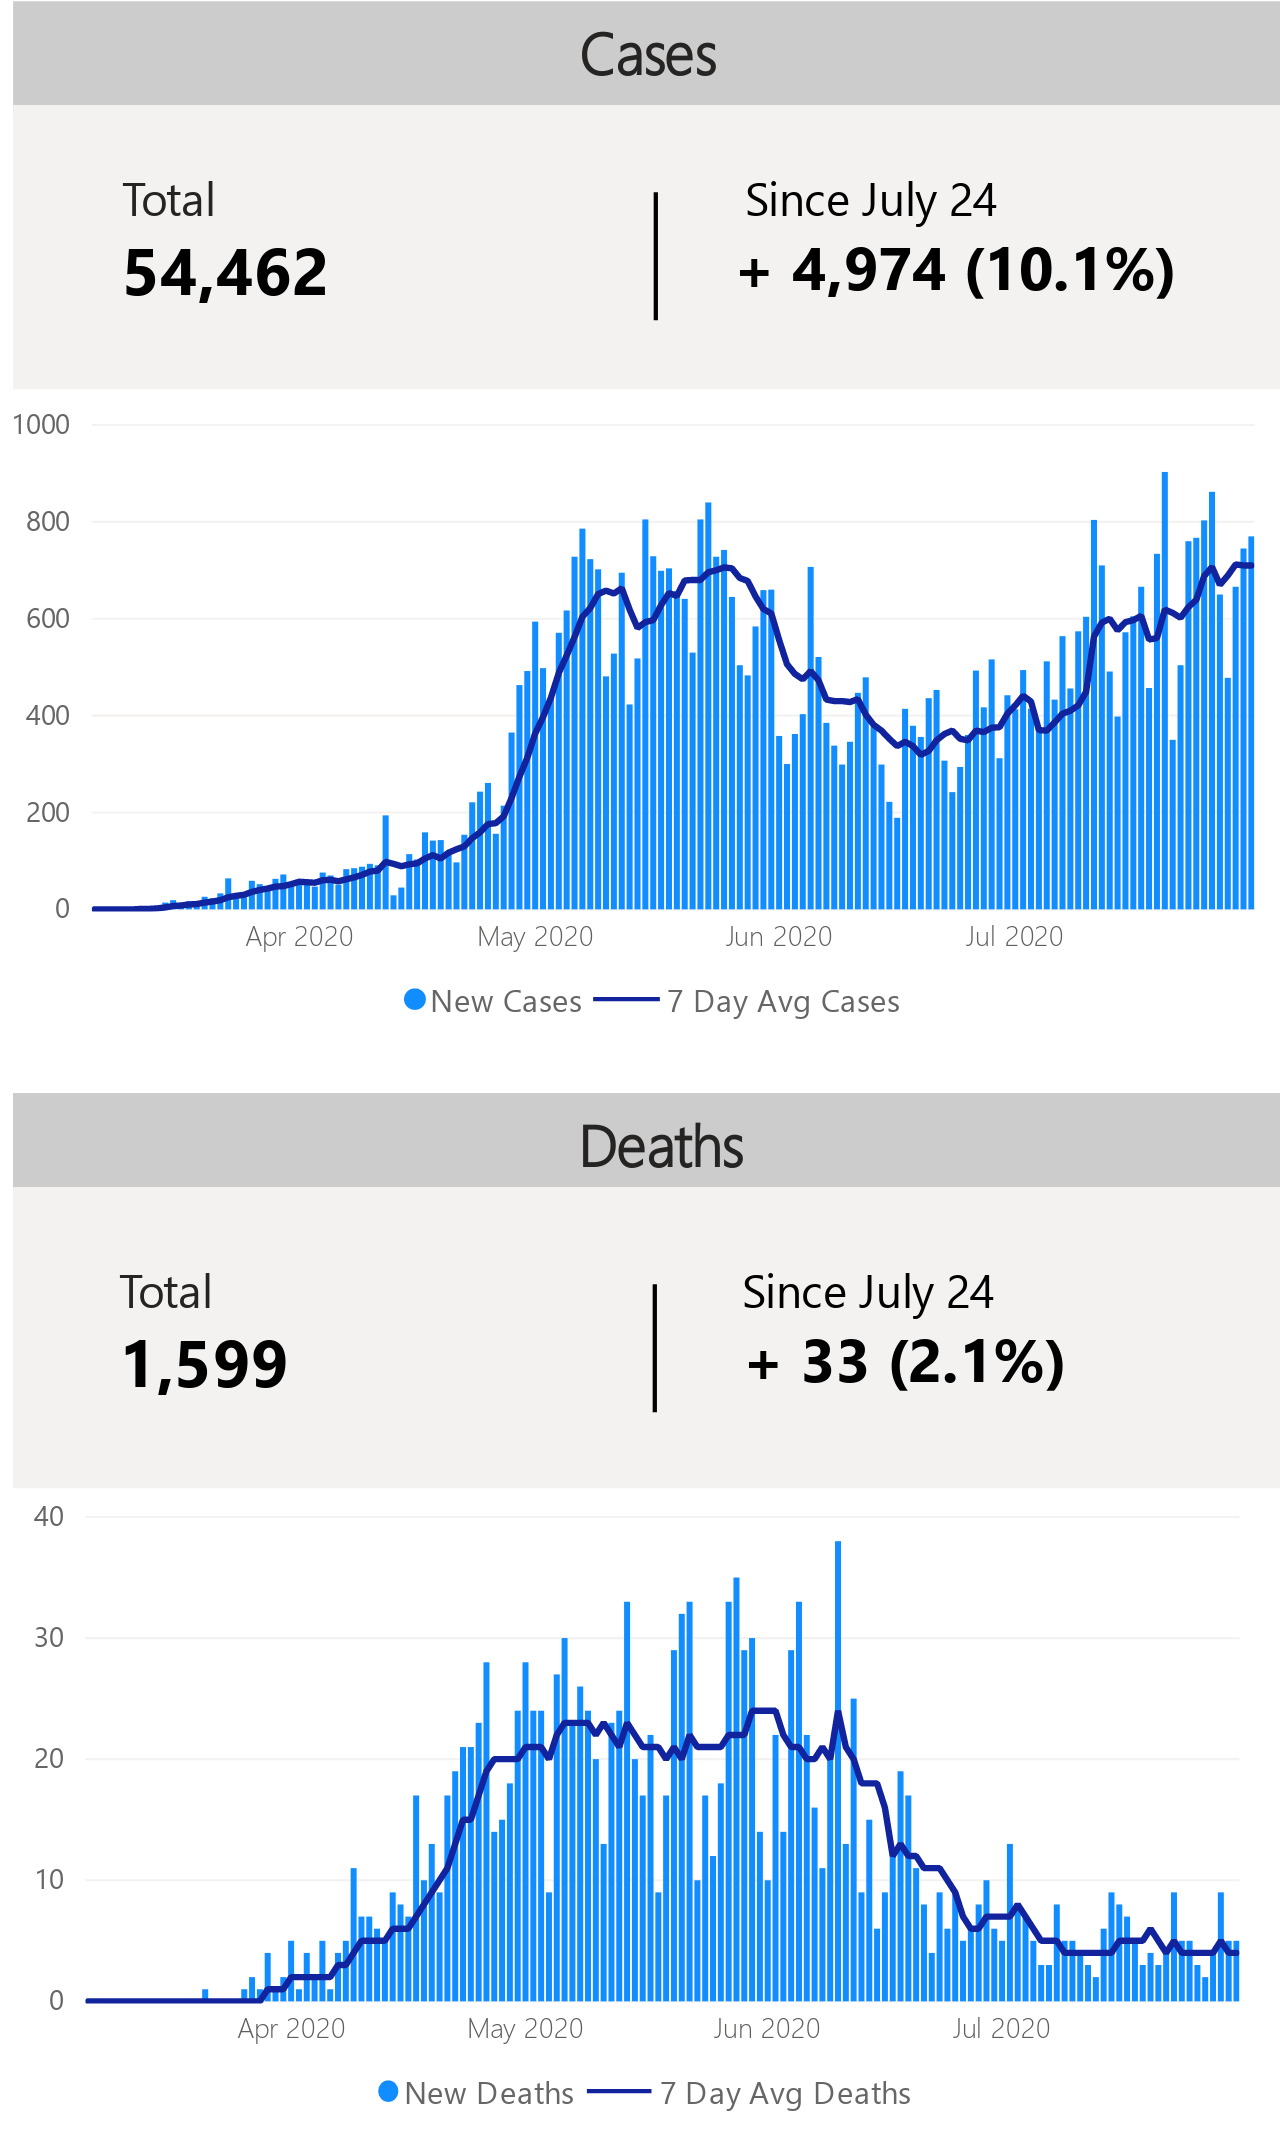 Cases
Total
Since July 24
54,462
+ 4,974 (10.1%)
1000
800
600
400
200
0
Apr 2020
May 2020
Jun 2020
Jul 2020
New Cases
7 Day Avg Cases
Deaths
Total
Since July 24
1,599
+ 33 (2.1%)
40
30
20
10
0
Apr 2020
May 2020
Jun 2020
Jul 2020
New Deaths
7 Day Avg Deaths